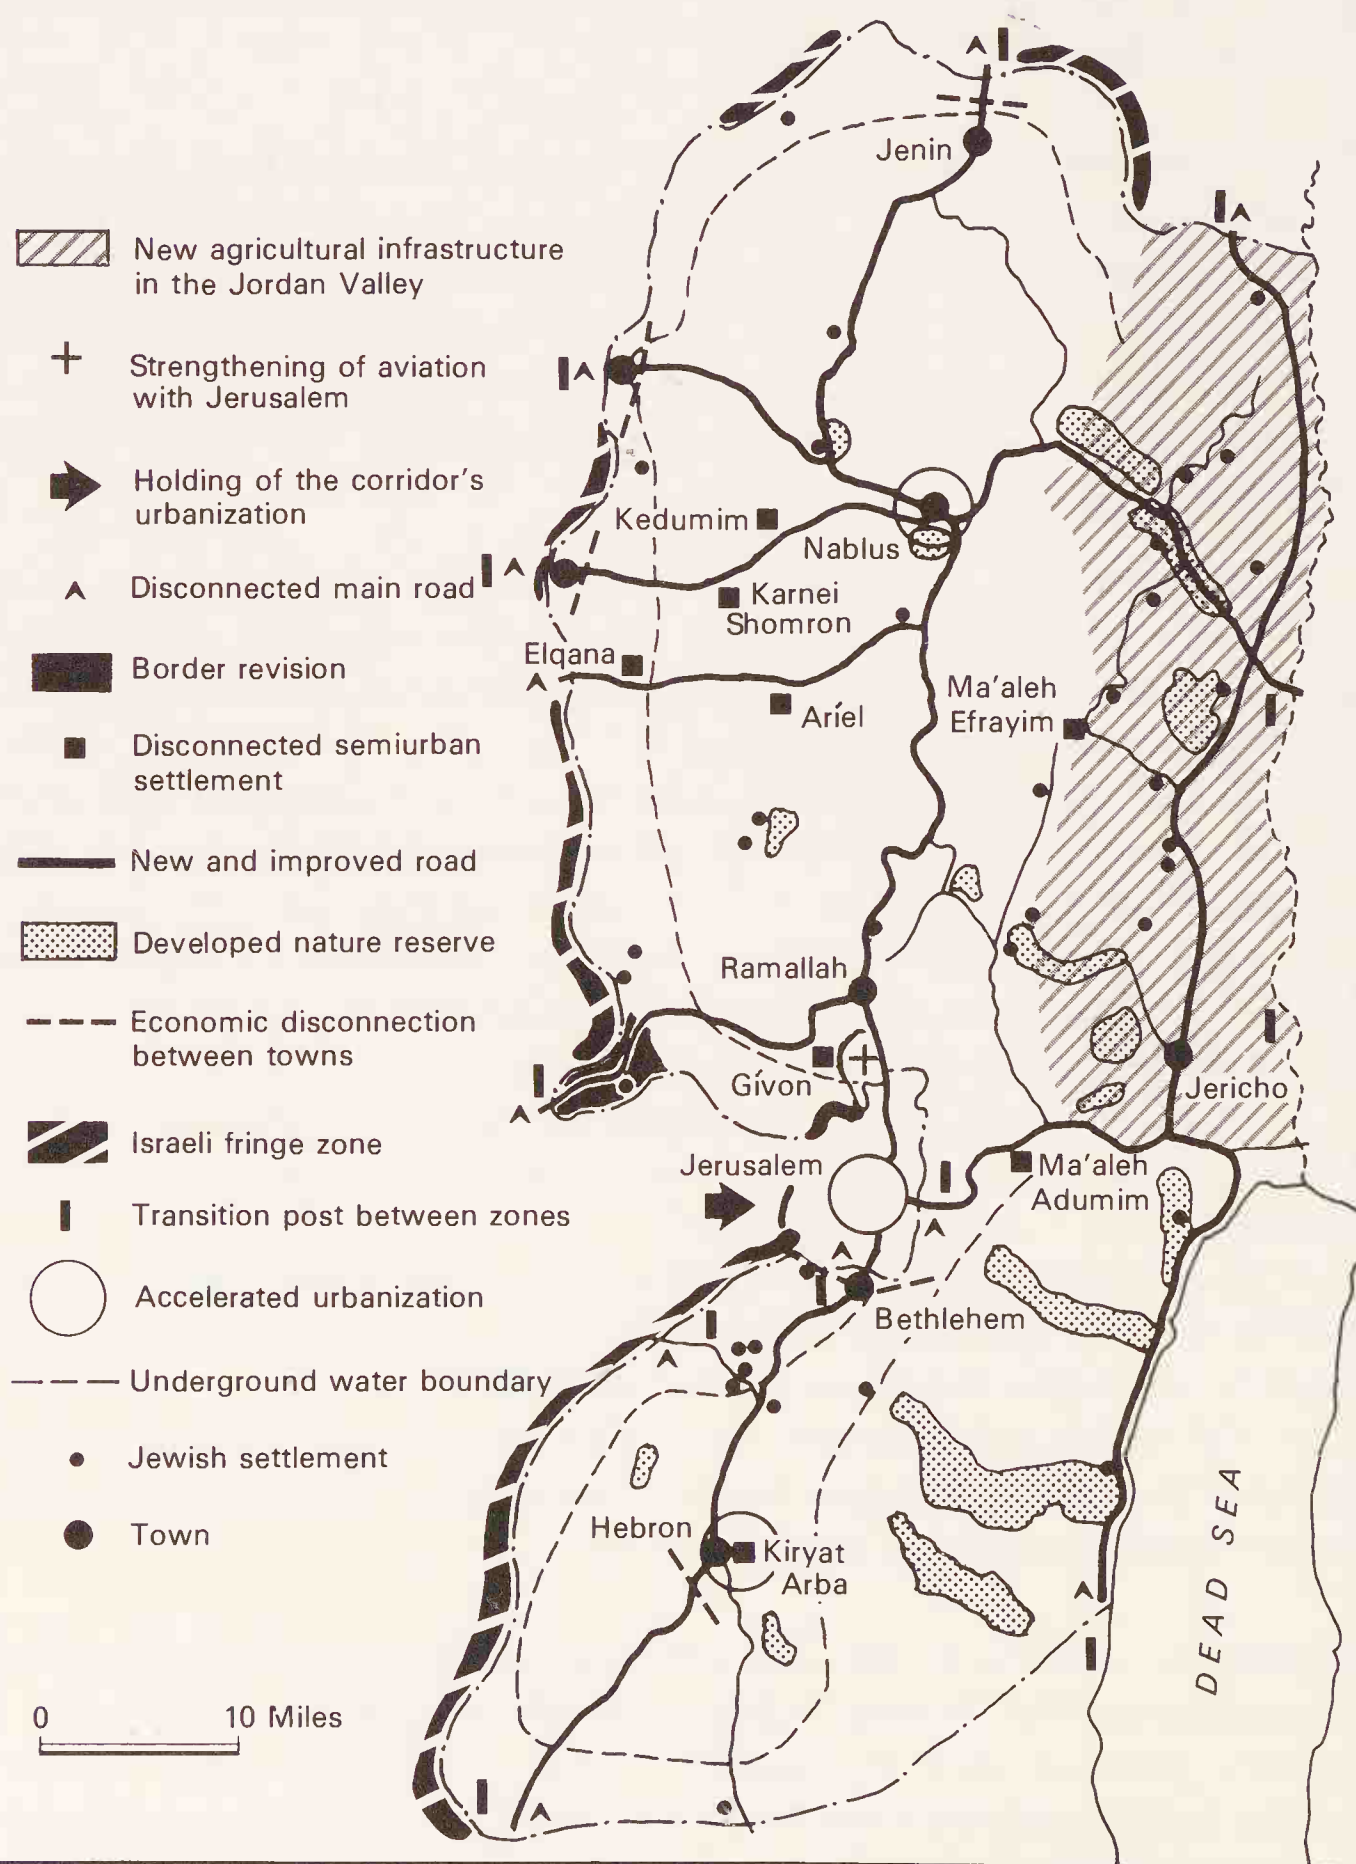 New agricultural infrastructure
in the Jordan Valley
Strengthening of aviation
with Jerusalem
Holding of the corridor's
urbanization
Disconnected main road
Border revision
Disconnected semiurban
settlement
New and improved road
Developed nature reserve
Economic disconnection
between towns
Israeli fringe zone
Transition post between zones
Accelerated urbanization
Underground water boundary
Jewish settlement
Town
0 10 Miles
Jenin
Kedumim
Nablus
Karnei
Shomron
Elqana
Aríel
Ma'aleh
Efrayim
Ramallah
Gívon
Jericho
Jerusalem
Ma'aleh
Adumim
Bethlehem
Hebron
Kiryat
Arba
DEAD SEA